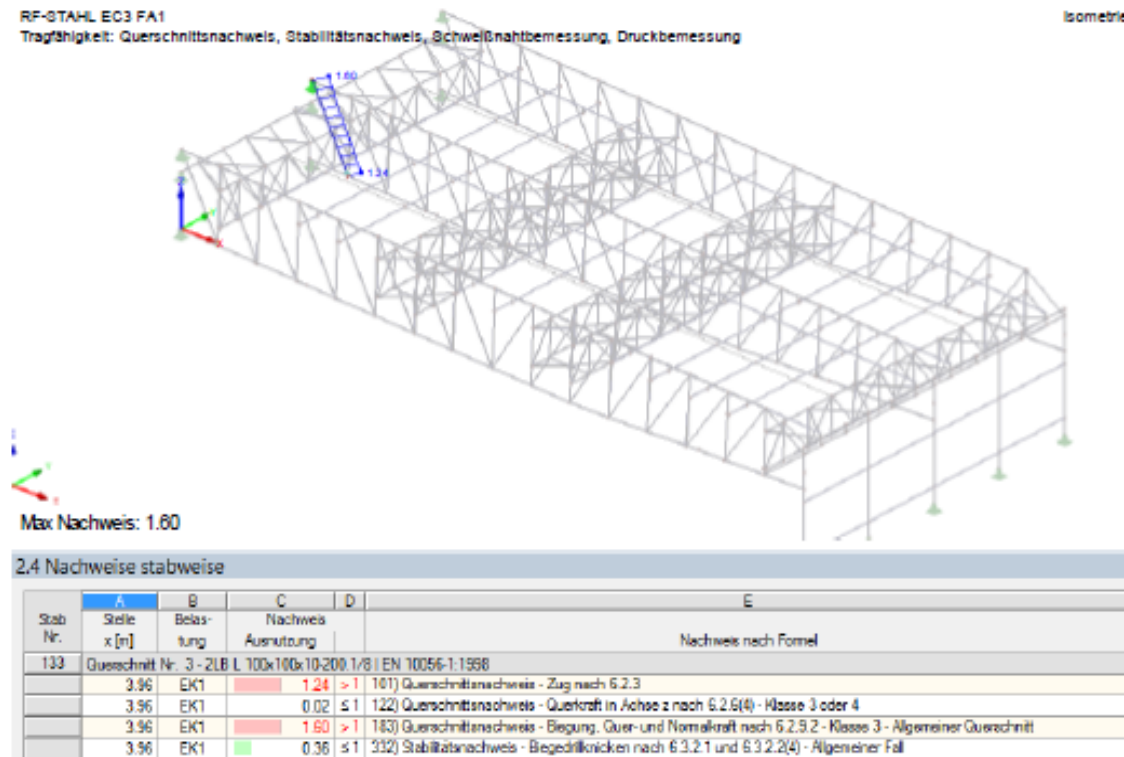 RF-STAHL EC3 FA1
Isometrie
Tragfähigkeit: Querschnittsnachweis, Stabilitätsnachweis, Schweißnahtbemessung, Druckbemessung
1.60
1.24
Z
Y
X
Max Nachweis: 1.60
2.4 Nachweise stabweise
A B C D E
Stab Stelle Belas- Nachweis
Nr. x [m] tung Ausnutzung Nachweis nach Formel
133 Querschnitt Nr. 3 - 2LB L 100x100x10-200.1/8 | EN 10056-1:1998
3.96 EK1 1.24 > 1 101) Querschnittsnachweis - Zug nach 6.2.3
3.96 EK1 0.02 ≤ 1 122) Querschnittsnachweis - Querkraft in Achse z nach 6.2.6(4) - Klasse 3 oder 4
3.96 EK1 1.60 > 1 183) Querschnittsnachweis - Biegung, Quer- und Normalkraft nach 6.2.9.2 - Klasse 3 - Allgemeiner Querschnitt
3.96 EK1 0.36 ≤ 1 332) Stabilitätsnachweis - Biegedrillknicken nach 6.3.2.1 und 6.3.2.2(4) - Allgemeiner Fall